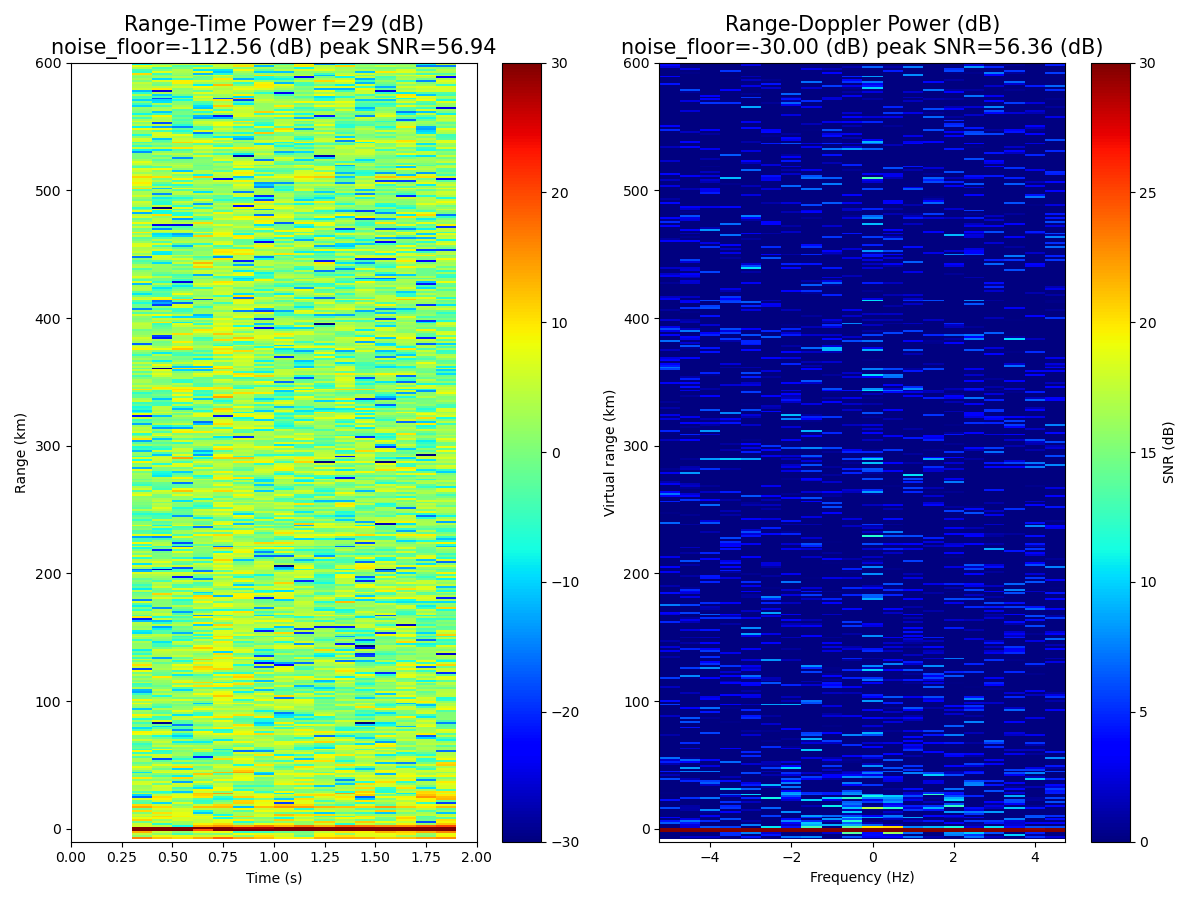 Range-Time Power f=29 (dB)
noise_floor=-112.56 (dB) peak SNR=56.94
Range-Doppler Power (dB)
noise_floor=-30.00 (dB) peak SNR=56.36 (dB)
600
500
400
300
200
100
0
Range (km)
0.00 0.25 0.50 0.75 1.00 1.25 1.50 1.75 2.00
Time (s)
30
20
10
0
−10
−20
−30
600
500
400
300
200
100
0
Virtual range (km)
−4 −2 0 2 4
Frequency (Hz)
30
25
20
15
10
5
0
SNR (dB)